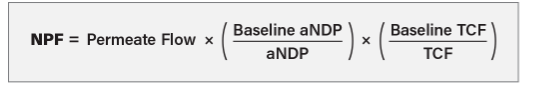 NPF = Permeate Flow × ( Baseline aNDP / aNDP ) × ( Baseline TCF / TCF )